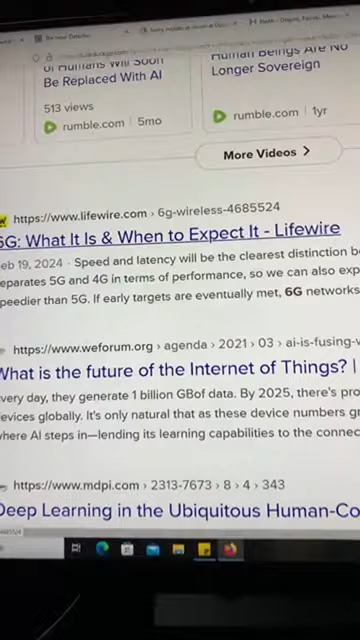 of Humans Will Soon
Be Replaced With AI
513 views
rumble.com | 5mo
Human Beings Are No
Longer Sovereign
rumble.com | 1yr
More Videos >
https://www.lifewire.com › 6g-wireless-4685524
6G: What It Is & When to Expect It - Lifewire
eb 19, 2024 · Speed and latency will be the clearest distinction be
eparates 5G and 4G in terms of performance, so we can also exp
peedier than 5G. If early targets are eventually met, 6G networks
https://www.weforum.org › agenda › 2021 › 03 › ai-is-fusing-w
What is the future of the Internet of Things? |
very day, they generate 1 billion GBof data. By 2025, there's pro
evices globally. It's only natural that as these device numbers gr
where AI steps in—lending its learning capabilities to the connec
https://www.mdpi.com › 2313-7673 › 8 › 4 › 343
Deep Learning in the Ubiquitous Human-Co